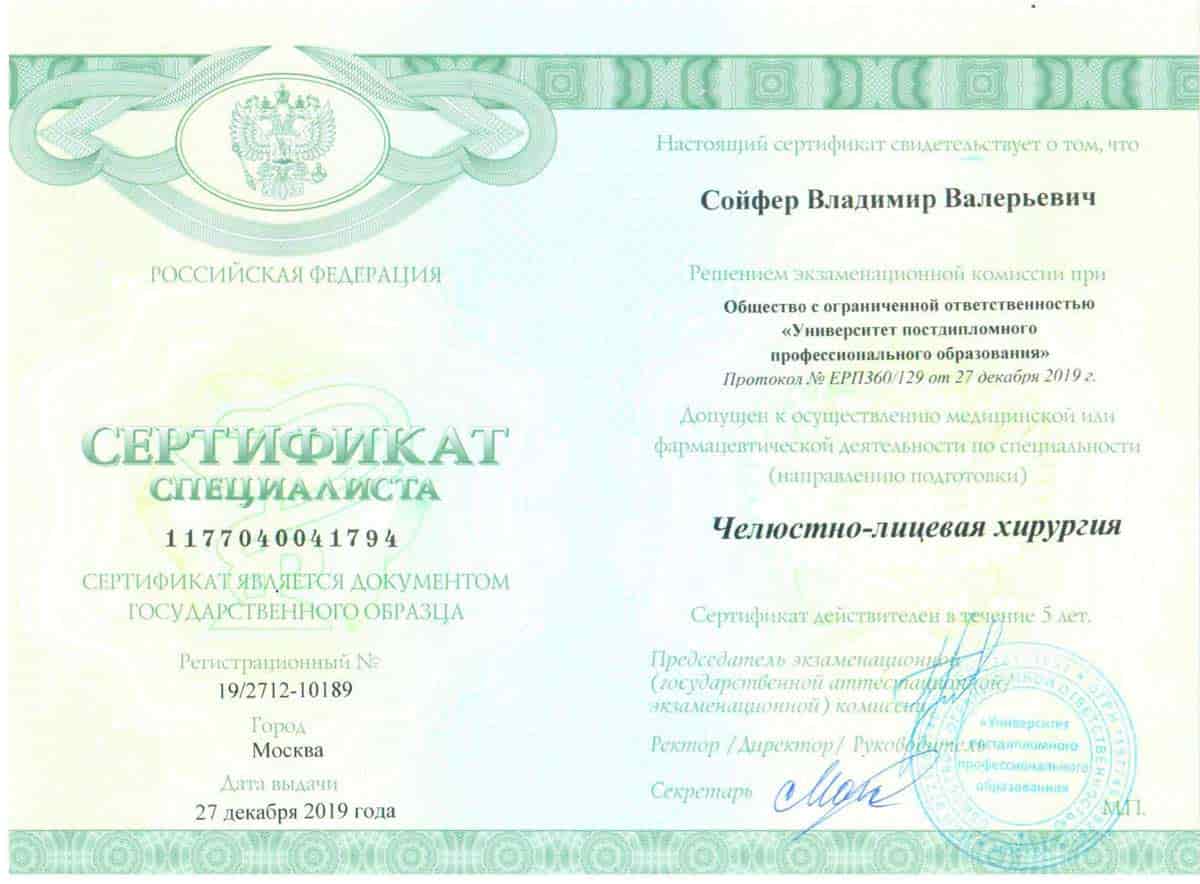 РОССИЙСКАЯ ФЕДЕРАЦИЯ
СЕРТИФИКАТ
СПЕЦИАЛИСТА
1177040041794
СЕРТИФИКАТ ЯВЛЯЕТСЯ ДОКУМЕНТОМ
ГОСУДАРСТВЕННОГО ОБРАЗЦА
Регистрационный №
19/2712-10189
Город
Москва
Дата выдачи
27 декабря 2019 года
Настоящий сертификат свидетельствует о том, что
Сойфер Владимир Валерьевич
Решением экзаменационной комиссии при
Общество с ограниченной ответственностью
«Университет постдипломного
профессионального образования»
Протокол № ЕРП360/129 от 27 декабря 2019 г.
Допущен к осуществлению медицинской или
фармацевтической деятельности по специальности
(направлению подготовки)
Челюстно-лицевая хирургия
Сертификат действителен в течение 5 лет.
Председатель экзаменационной
(государственной аттестационной/
экзаменационной) комиссии
Ректор /Директор/ Руководитель
Секретарь
М.П.
«Университет
постдипломного
профессионального
образования»